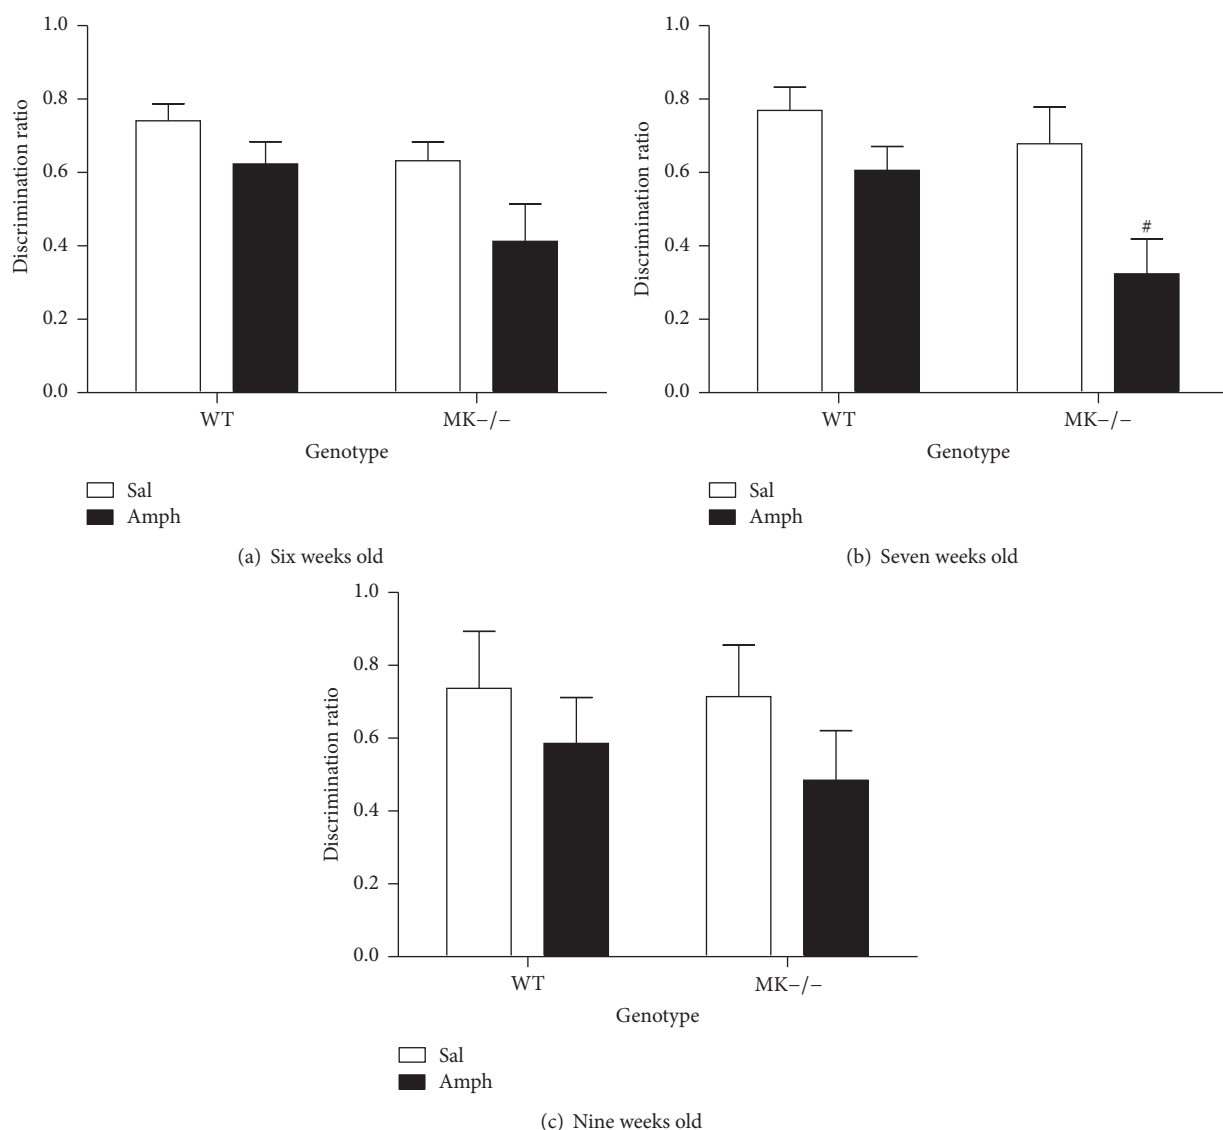 1.0
0.8
0.6
0.4
0.2
0.0
Discrimination ratio
WT MK−/−
Genotype
Sal
Amph
(a) Six weeks old
1.0
0.8
0.6
0.4
0.2
0.0
Discrimination ratio
#
WT MK−/−
Genotype
Sal
Amph
(b) Seven weeks old
1.0
0.8
0.6
0.4
0.2
0.0
Discrimination ratio
WT MK−/−
Genotype
Sal
Amph
(c) Nine weeks old